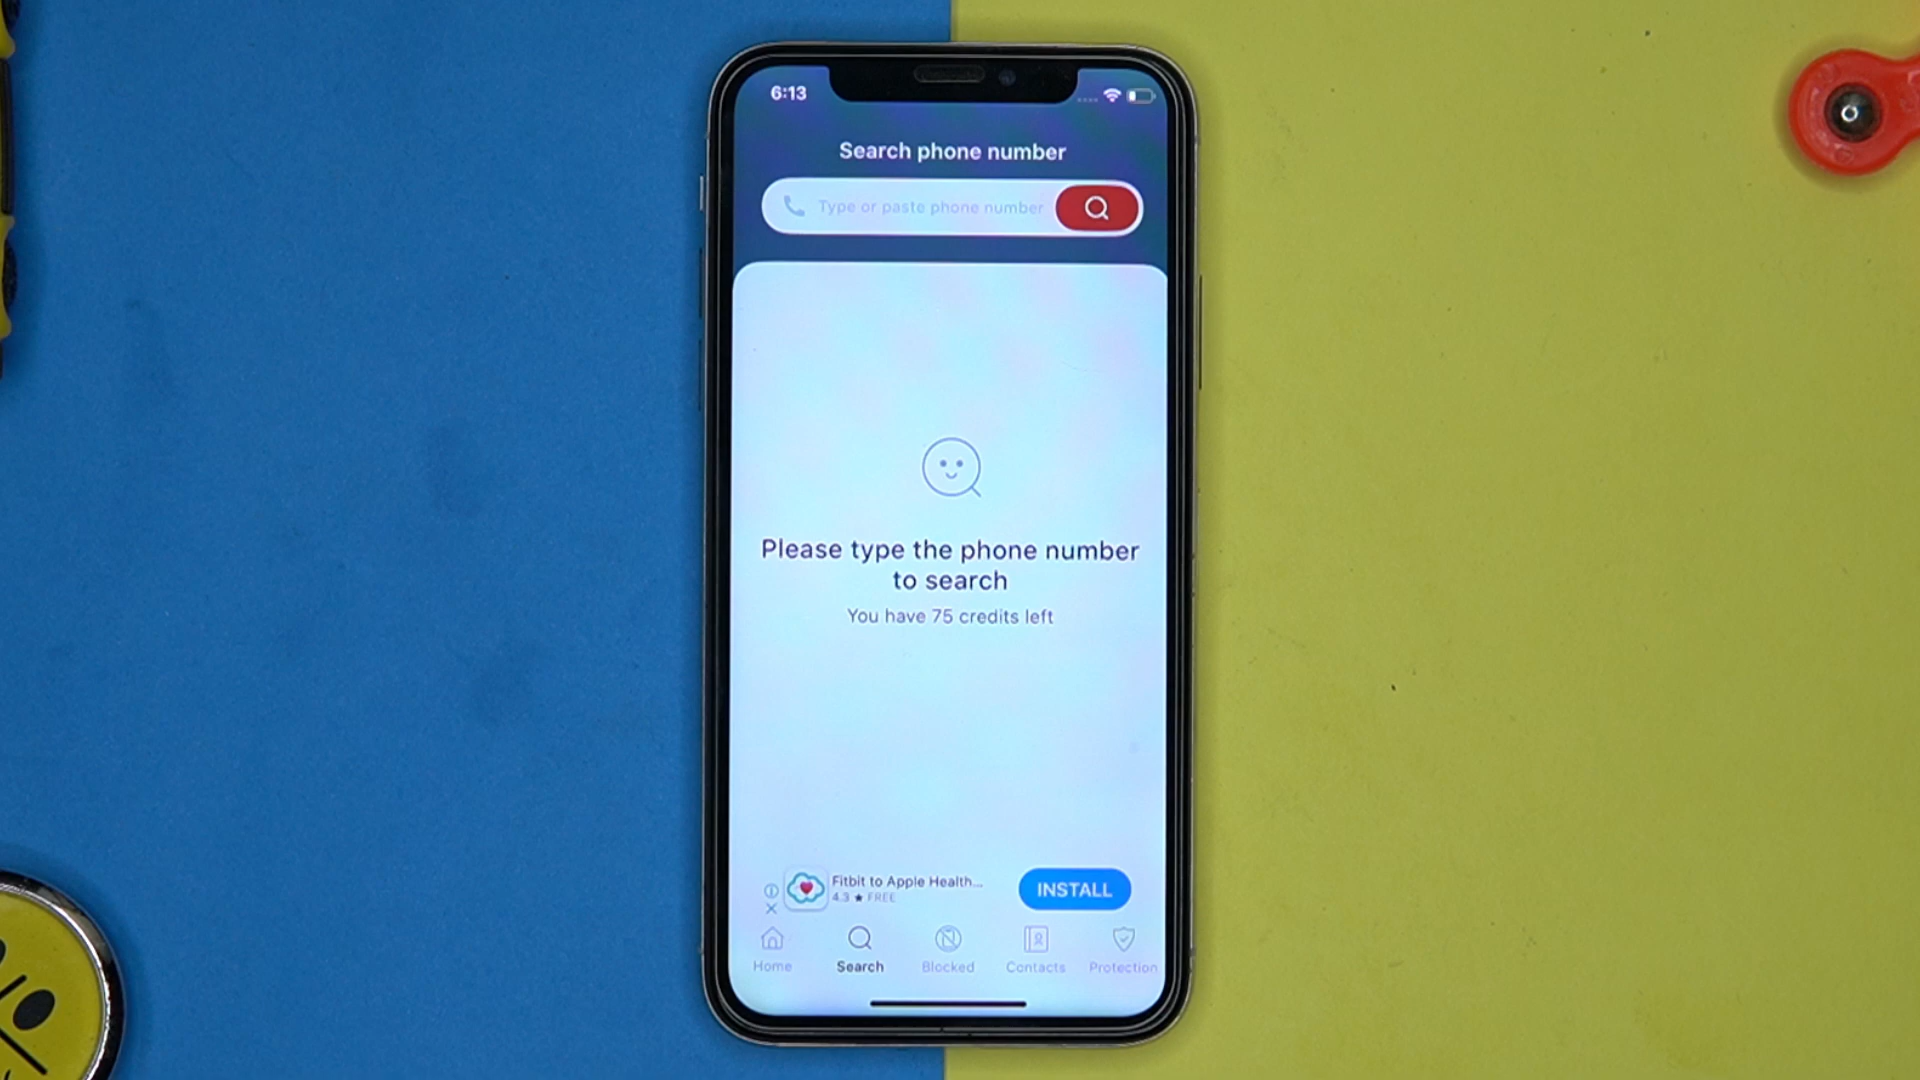 6:13
Search phone number
Type or paste phone number
Please type the phone number
to search
You have 75 credits left
Fitbit to Apple Health...
4.3 ★ FREE
INSTALL
Home
Search
Blocked
Contacts
Protection